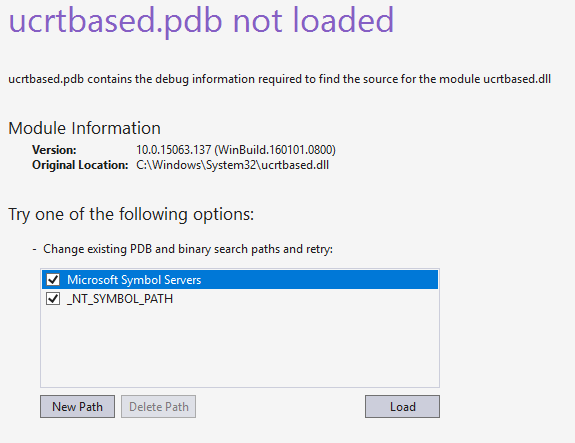 ucrtbased.pdb not loaded
ucrtbased.pdb contains the debug information required to find the source for the module ucrtbased.dll
Module Information
Version: 10.0.15063.137 (WinBuild.160101.0800)
Original Location: C:\Windows\System32\ucrtbased.dll
Try one of the following options:
- Change existing PDB and binary search paths and retry:
Microsoft Symbol Servers
_NT_SYMBOL_PATH
New Path Delete Path Load